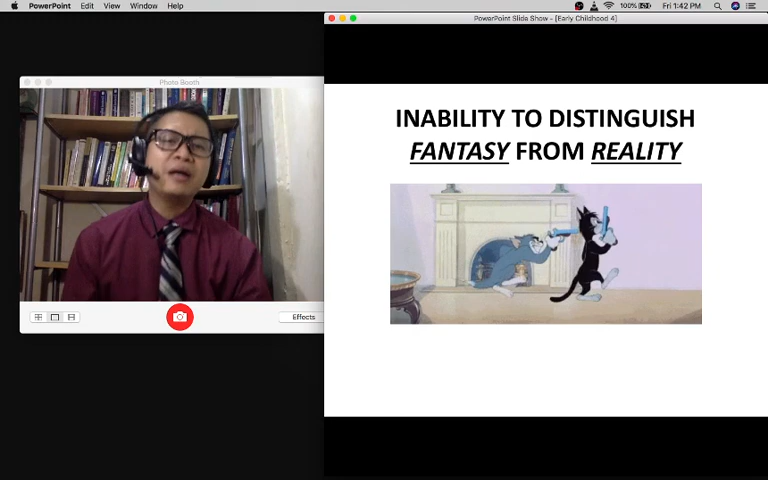 PowerPoint Edit View Window Help
100% Fri 1:42 PM
PowerPoint Slide Show - [Early Childhood 4]
Photo Booth
INABILITY TO DISTINGUISH
FANTASY FROM REALITY
Effects